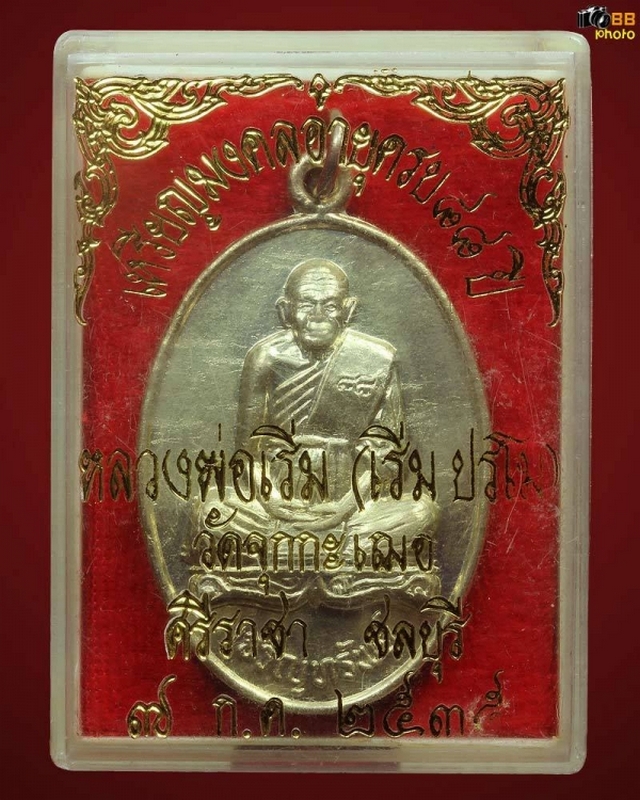 BB
photo
เหรียญมงคลอายุครบ ๘๘ ปี
๘๘
หลวงพ่อเริ่ม (เริ่ม ปรโม)
วัดจุกกะเฌอ
ศรีราชา ชลบุรี
๗ ก.ค. ๒๕๓๕